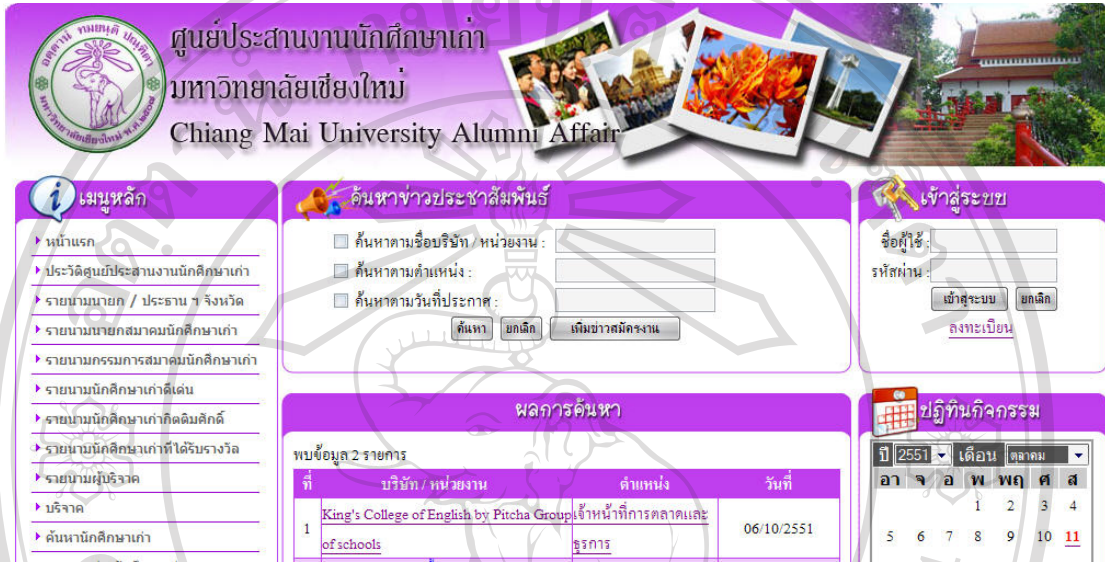 ศูนย์ประสานงานนักศึกษาเก่า
มหาวิทยาลัยเชียงใหม่
Chiang Mai University Alumni Affair
เมนูหลัก
หน้าแรก
ประวัติศูนย์ประสานงานนักศึกษาเก่า
รายนามนายก / ประธาน ฯ จังหวัด
รายนามนายกสมาคมนักศึกษาเก่า
รายนามกรรมการสมาคมนักศึกษาเก่า
รายนามนักศึกษาเก่าดีเด่น
รายนามนักศึกษาเก่ากิตติมศักดิ์
รายนามนักศึกษาเก่าที่ได้รับรางวัล
รายนามผู้บริจาค
บริจาค
ค้นหานักศึกษาเก่า
ค้นหาข่าวประชาสัมพันธ์
ค้นหาตามชื่อบริษัท / หน่วยงาน :
ค้นหาตามตำแหน่ง :
ค้นหาตามวันที่ประกาศ :
ค้นหา ยกเลิก เพิ่มข่าวสมัครงาน
ผลการค้นหา
พบข้อมูล 2 รายการ
ที่ บริษัท / หน่วยงาน ตำแหน่ง วันที่
1 King's College of English by Pitcha Group of schools เจ้าหน้าที่การตลาดและธุรการ 06/10/2551
เข้าสู่ระบบ
ชื่อผู้ใช้ :
รหัสผ่าน :
เข้าสู่ระบบ ยกเลิก
ลงทะเบียน
ปฏิทินกิจกรรม
ปี 2551 เดือน ตุลาคม
อา จ อ พ พฤ ศ ส
1 2 3 4
5 6 7 8 9 10 11